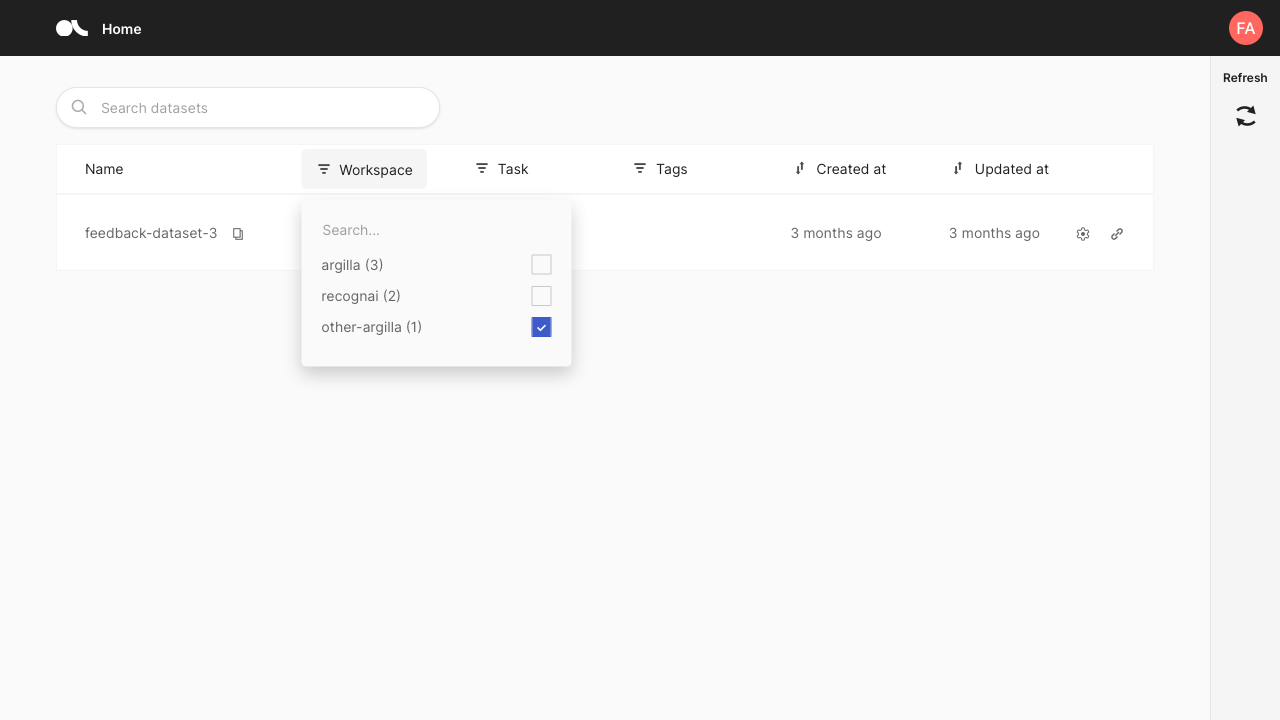 Home
FA
Refresh
Search datasets
Name
Workspace
Task
Tags
Created at
Updated at
feedback-dataset-3
3 months ago
3 months ago
Search...
argilla (3)
recognai (2)
other-argilla (1)